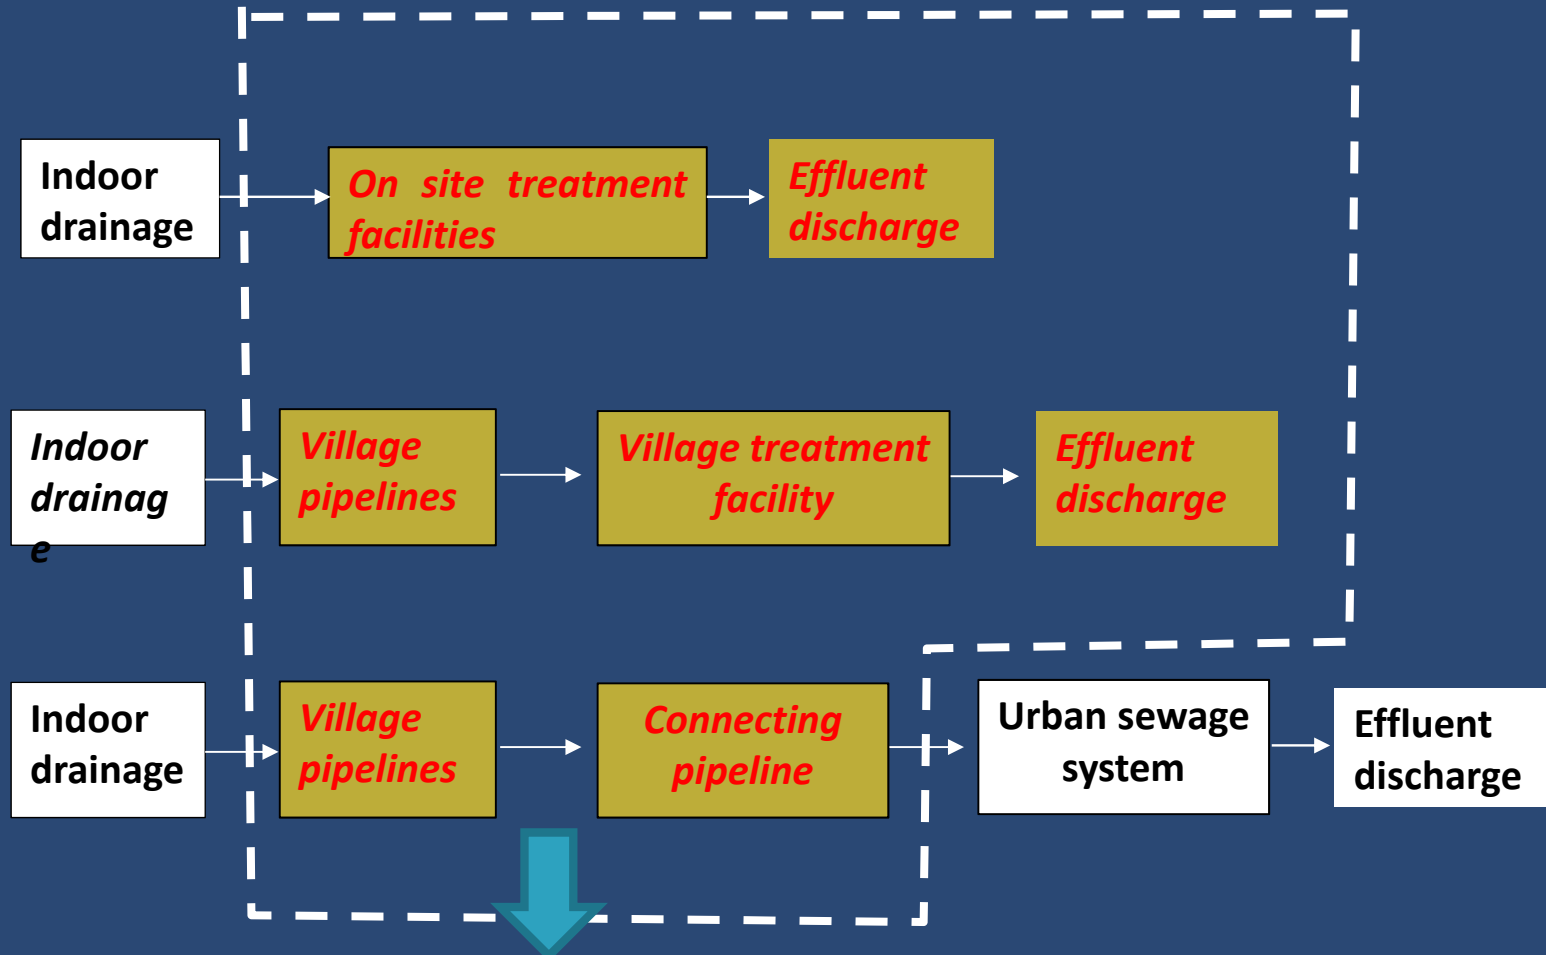 Indoor
drainage
On site treatment
facilities
Effluent
discharge
Indoor
drainag
e
Village
pipelines
Village treatment
facility
Effluent
discharge
Indoor
drainage
Village
pipelines
Connecting
pipeline
Urban sewage
system
Effluent
discharge